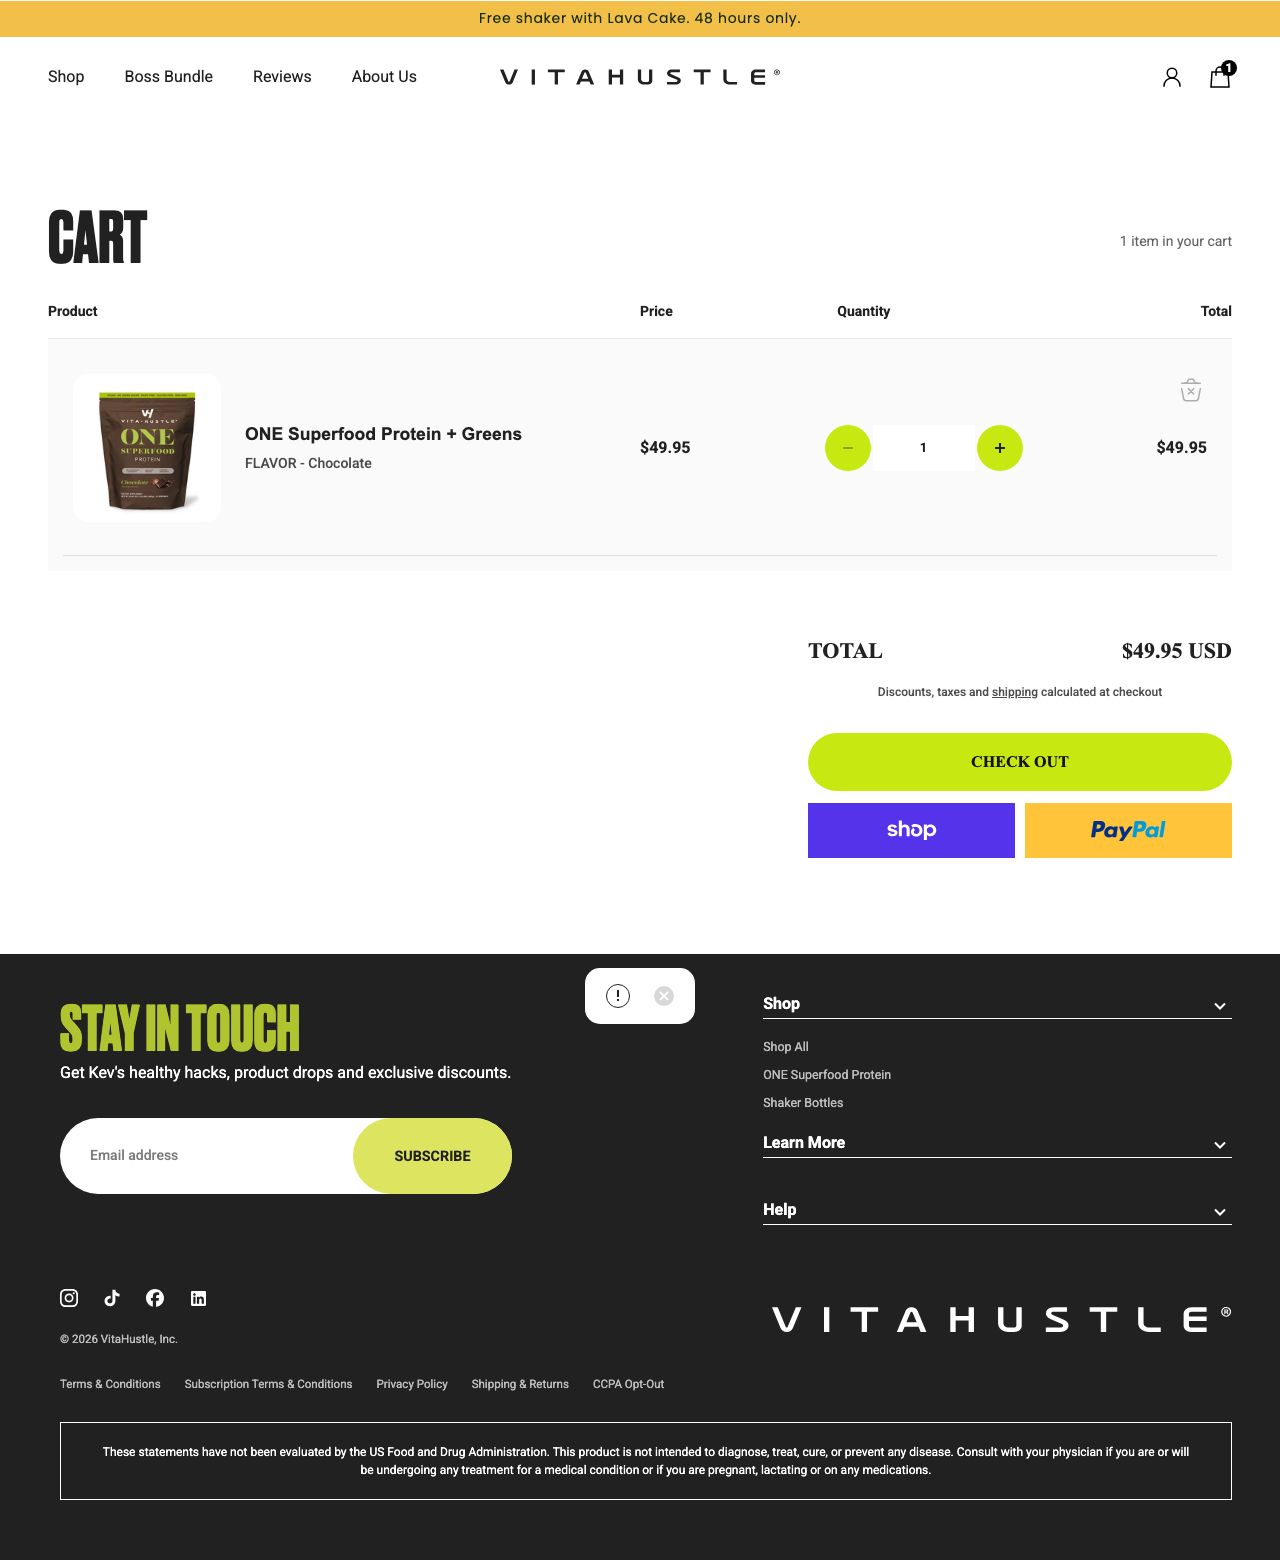 Free shaker with Lava Cake. 48 hours only.
Shop
Boss Bundle
Reviews
About Us
VITAHUSTLE®
1
CART
1 item in your cart
Product
Price
Quantity
Total
VITA·HUSTLE
ONE
SUPERFOOD
PROTEIN
Chocolate
ONE Superfood Protein + Greens
FLAVOR - Chocolate
$49.95
−
1
+
$49.95
TOTAL
$49.95 USD
Discounts, taxes and shipping calculated at checkout
CHECK OUT
shop
PayPal
STAY IN TOUCH
Get Kev's healthy hacks, product drops and exclusive discounts.
Email address
SUBSCRIBE
!
Shop
Shop All
ONE Superfood Protein
Shaker Bottles
Learn More
Help
© 2026 VitaHustle, Inc.
VITAHUSTLE®
Terms & Conditions
Subscription Terms & Conditions
Privacy Policy
Shipping & Returns
CCPA Opt-Out
These statements have not been evaluated by the US Food and Drug Administration. This product is not intended to diagnose, treat, cure, or prevent any disease. Consult with your physician if you are or will
be undergoing any treatment for a medical condition or if you are pregnant, lactating or on any medications.